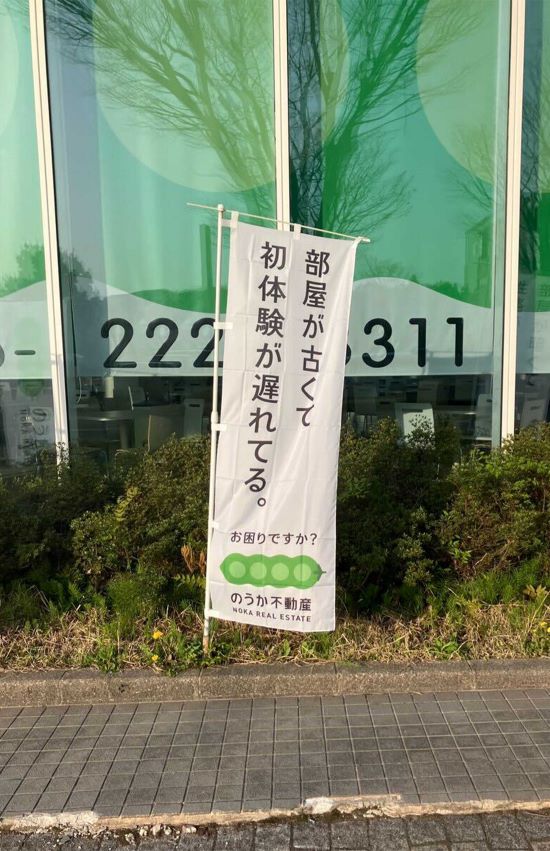 部屋が古くて
初体験が遅れてる。
お困りですか?
のうか不動産
NOKA REAL ESTATE
222
311